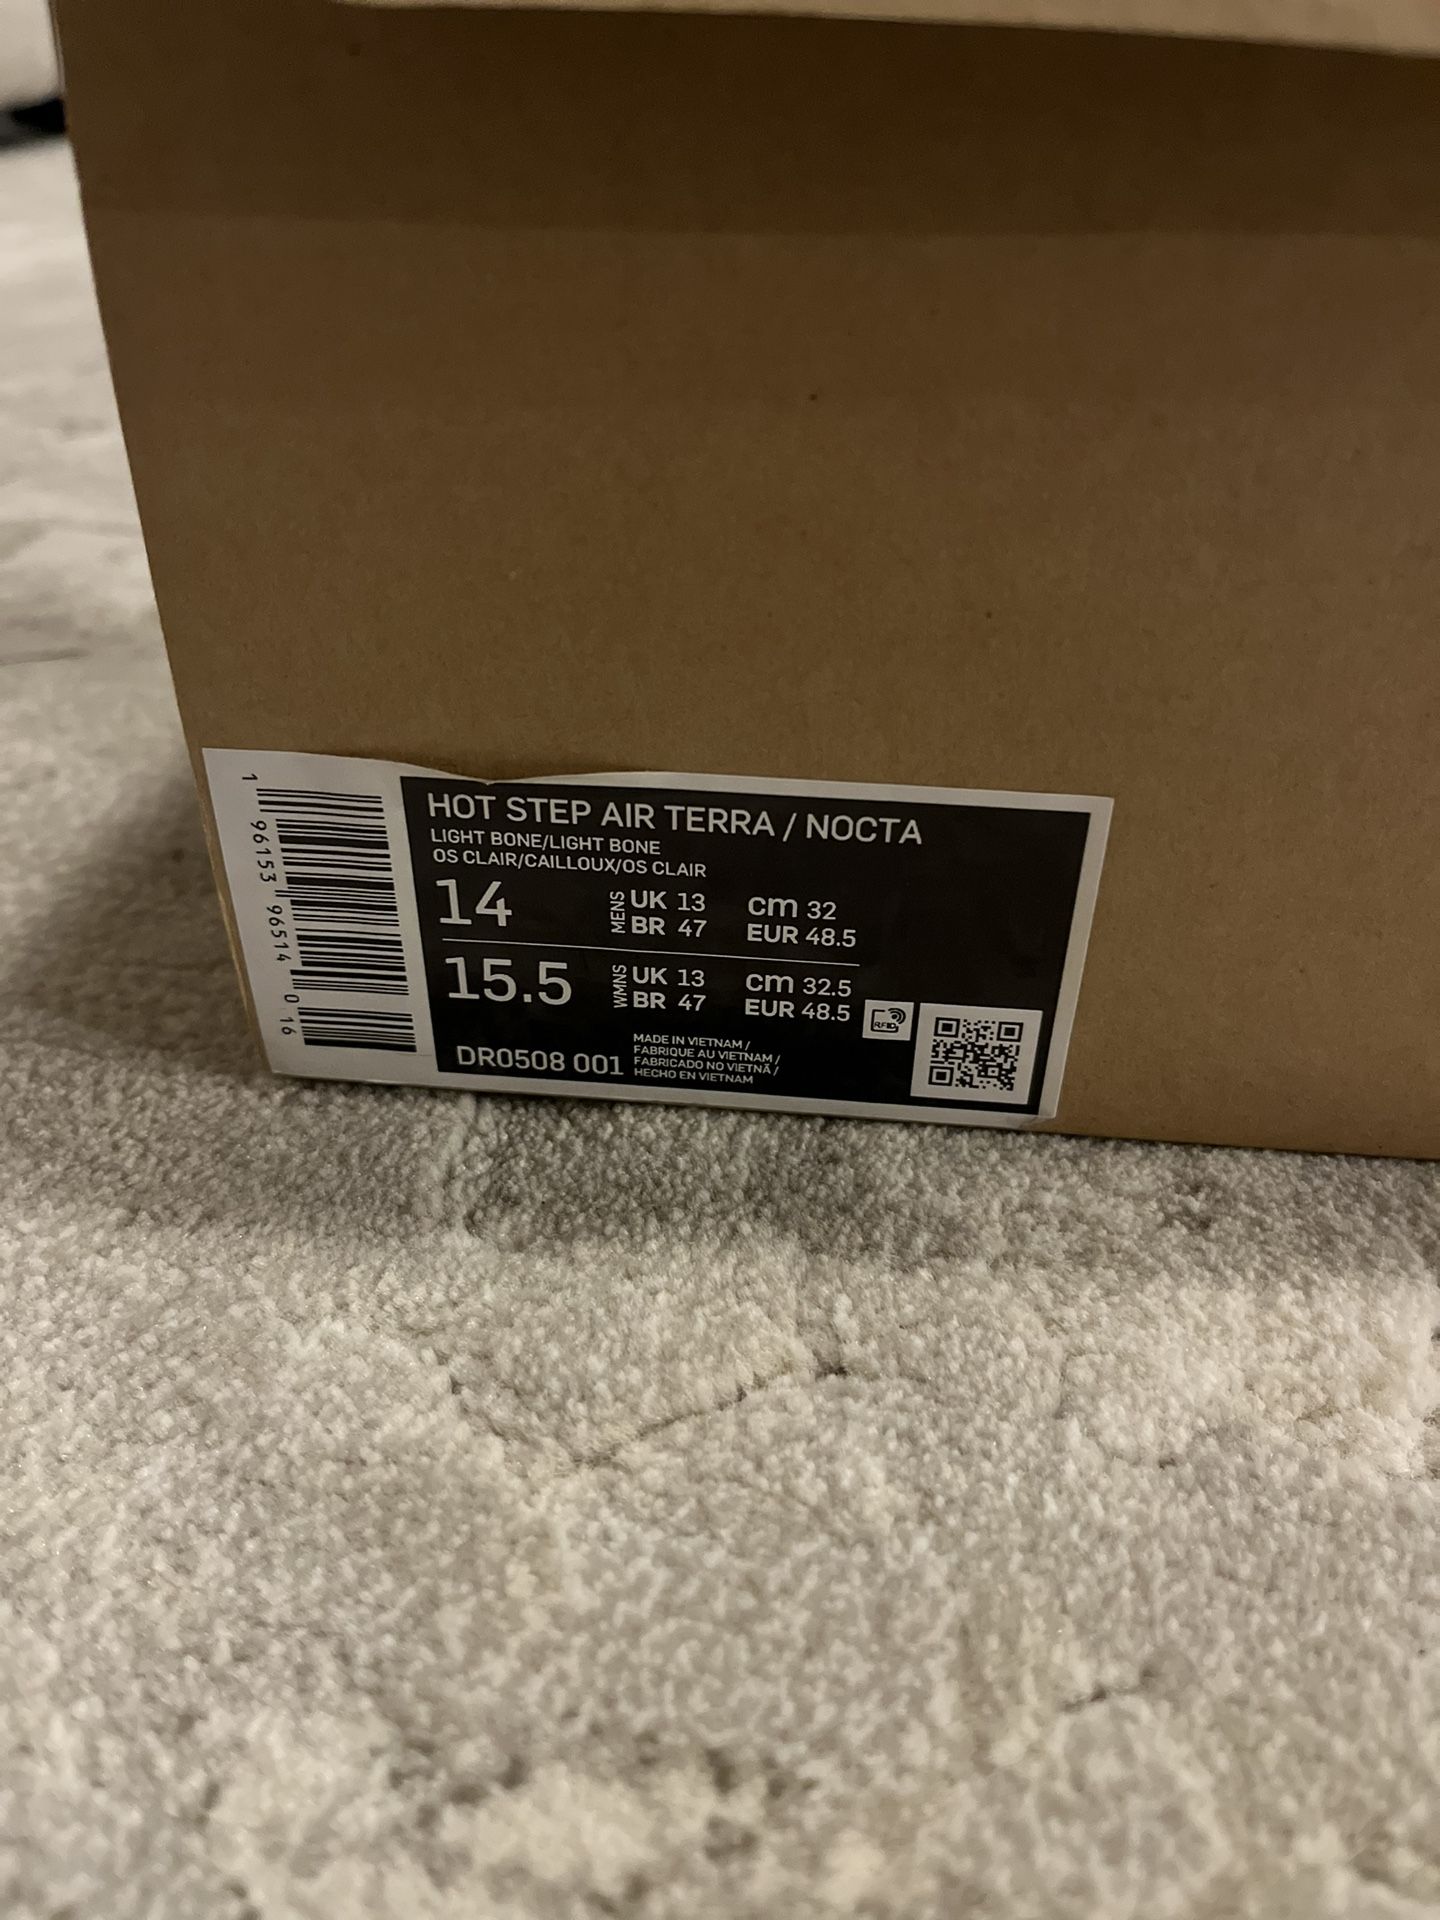 HOT STEP AIR TERRA / NOCTA
LIGHT BONE/LIGHT BONE
OS CLAIR/CAILLOUX/OS CLAIR
14 MENS UK 13 cm 32
BR 47 EUR 48.5
15.5 WMNS UK 13 cm 32.5
BR 47 EUR 48.5
RFID
DR0508 001
MADE IN VIETNAM /
FABRIQUE AU VIETNAM /
FABRICADO NO VIETNÃ /
HECHO EN VIETNAM
1 96153 96514 0 16